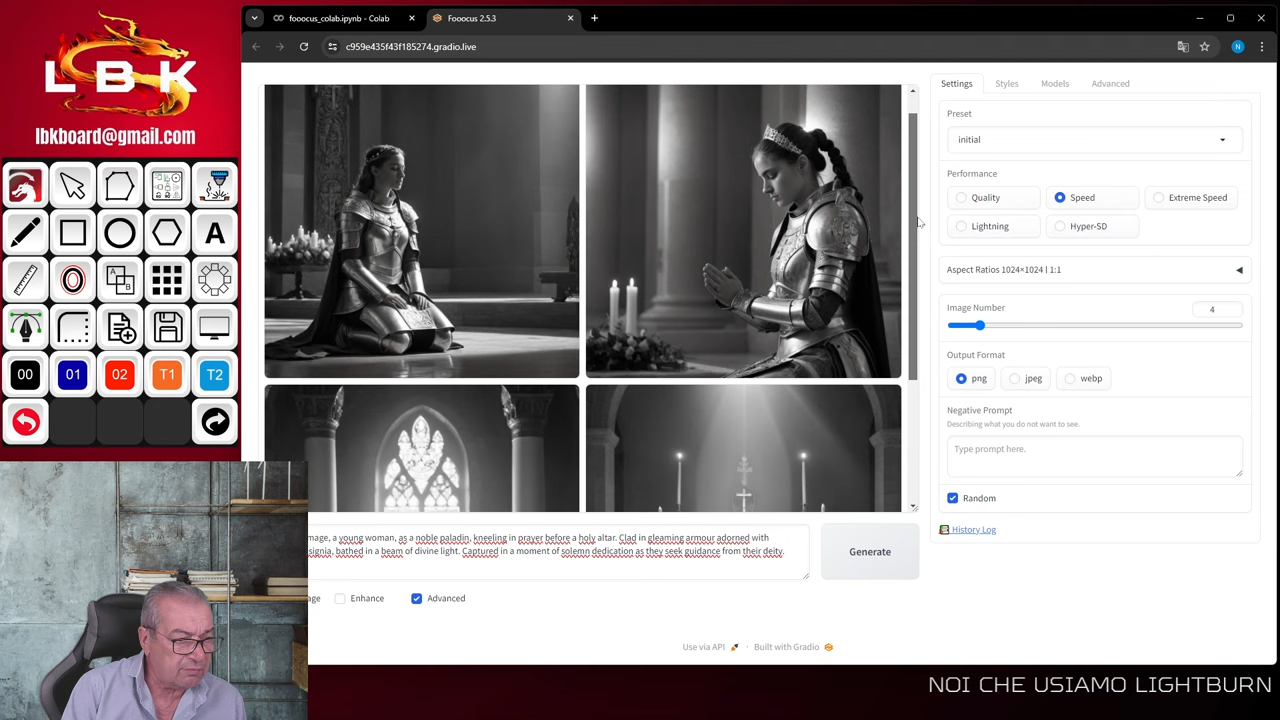 LBK
lbkboard@gmail.com
A
00
01
02
T1
T2
fooocus_colab.ipynb - Colab
Fooocus 2.5.3
c959e435f43f185274.gradio.live
N
Settings
Styles
Models
Advanced
Preset
initial
Performance
Quality
Speed
Extreme Speed
Lightning
Hyper-SD
Aspect Ratios 1024×1024 | 1:1
Image Number
4
Output Format
png
jpeg
webp
Negative Prompt
Describing what you do not want to see.
Type prompt here.
Random
History Log
mage, a young woman, as a noble paladin, kneeling in prayer before a holy altar. Clad in gleaming armour adorned with
signia, bathed in a beam of divine light. Captured in a moment of solemn dedication as they seek guidance from their deity.
Generate
age
Enhance
Advanced
Use via API
·
Built with Gradio
NOI CHE USIAMO LIGHTBURN